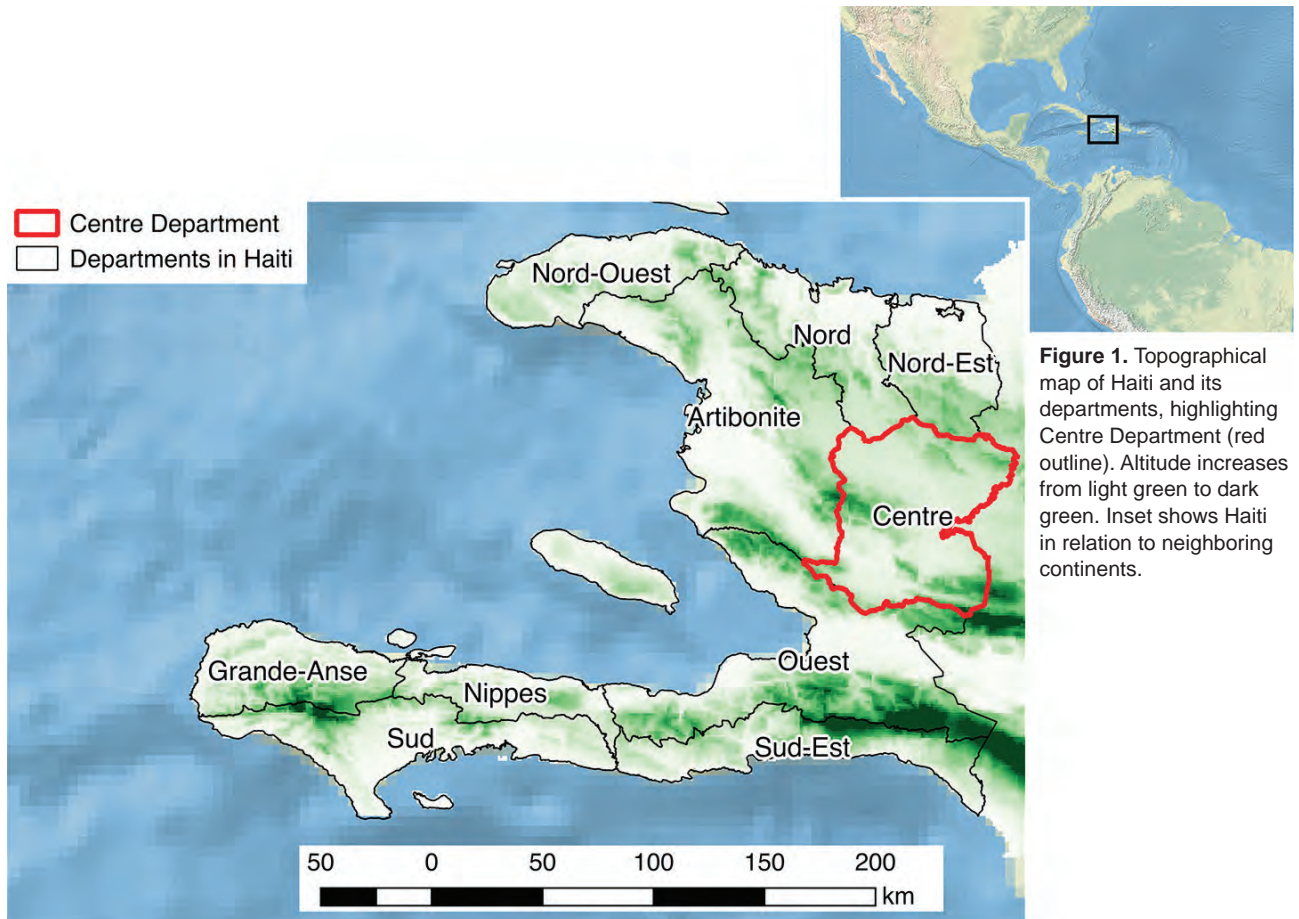 Centre Department
Departments in Haiti
Nord-Ouest
Nord
Nord-Est
Artibonite
Centre
Ouest
Grande-Anse
Nippes
Sud
Sud-Est
50 0 50 100 150 200
km
Figure 1. Topographical
map of Haiti and its
departments, highlighting
Centre Department (red
outline). Altitude increases
from light green to dark
green. Inset shows Haiti
in relation to neighboring
continents.